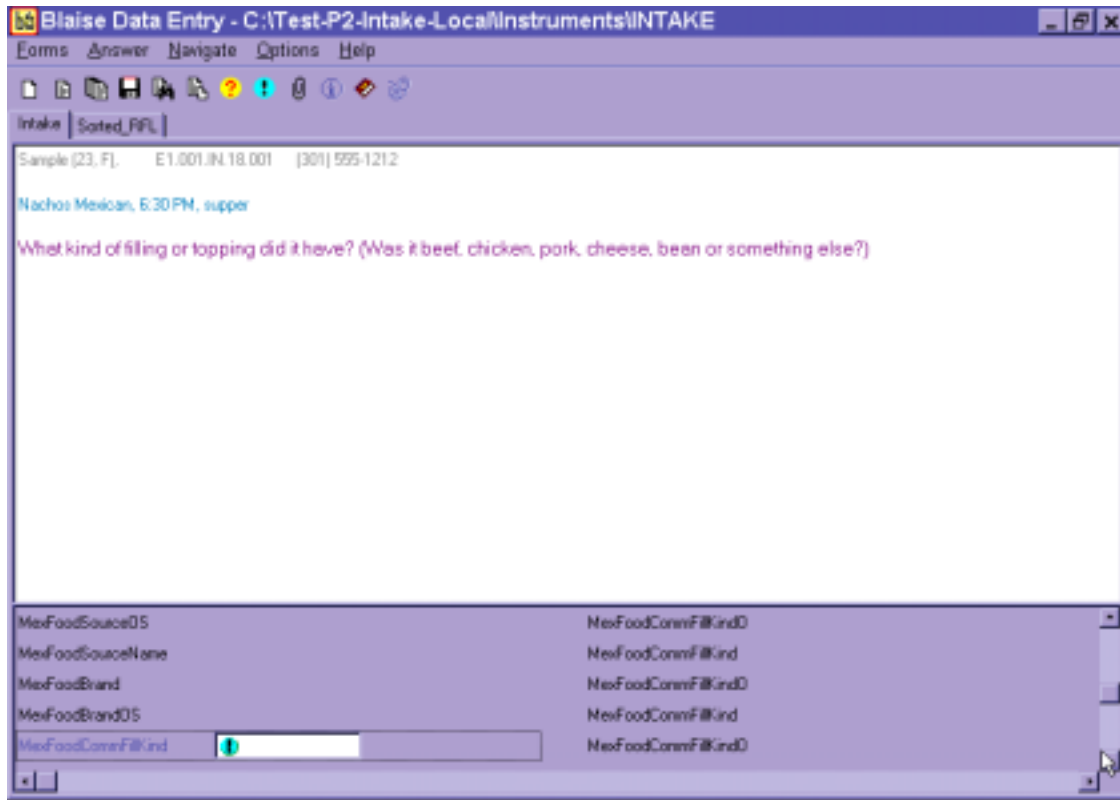 Blaise Data Entry - C:\Test-P2-Intake-Local\Instruments\INTAKE
Forms Answer Navigate Options Help
Intake Sorted_RFL
Sample (23, F), E1.001.IN.18.001 (301) 555-1212
Nachos Mexican, 6:30 PM, supper
What kind of filling or topping did it have? (Was it beef, chicken, pork, cheese, bean or something else?)
MexFoodSourceOS MexFoodCommFillKindO
MexFoodSourceName MexFoodCommFillKind
MexFoodBrand MexFoodCommFillKindO
MexFoodBrandOS MexFoodCommFillKind
MexFoodCommFillKind MexFoodCommFillKindO